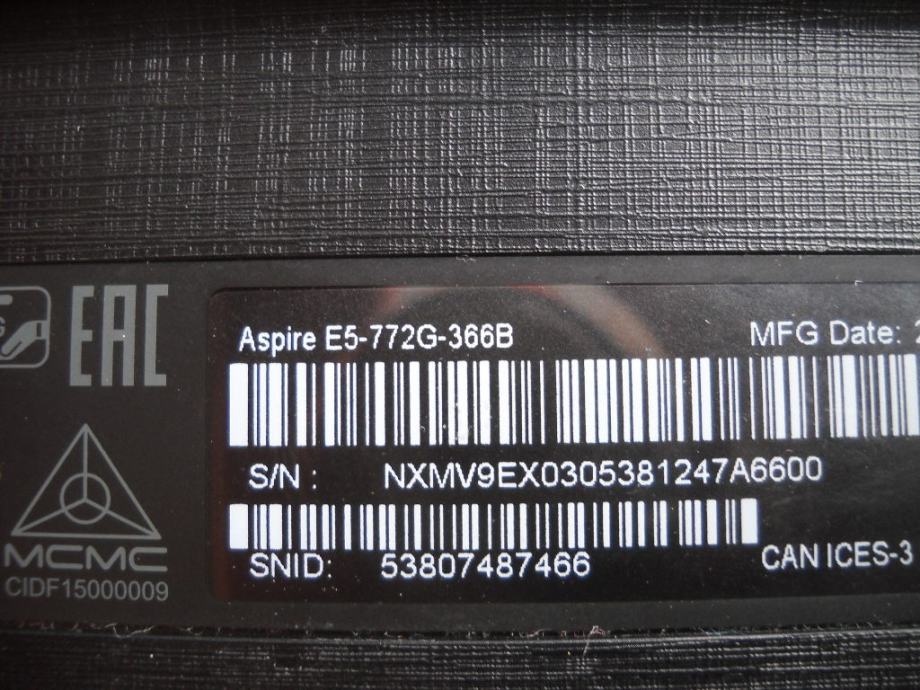 EAC
Aspire E5-772G-366B
MFG Date: 2
S/N : NXMV9EX0305381247A6600
SNID: 53807487466
CAN ICES-3
MCMC
CIDF15000009